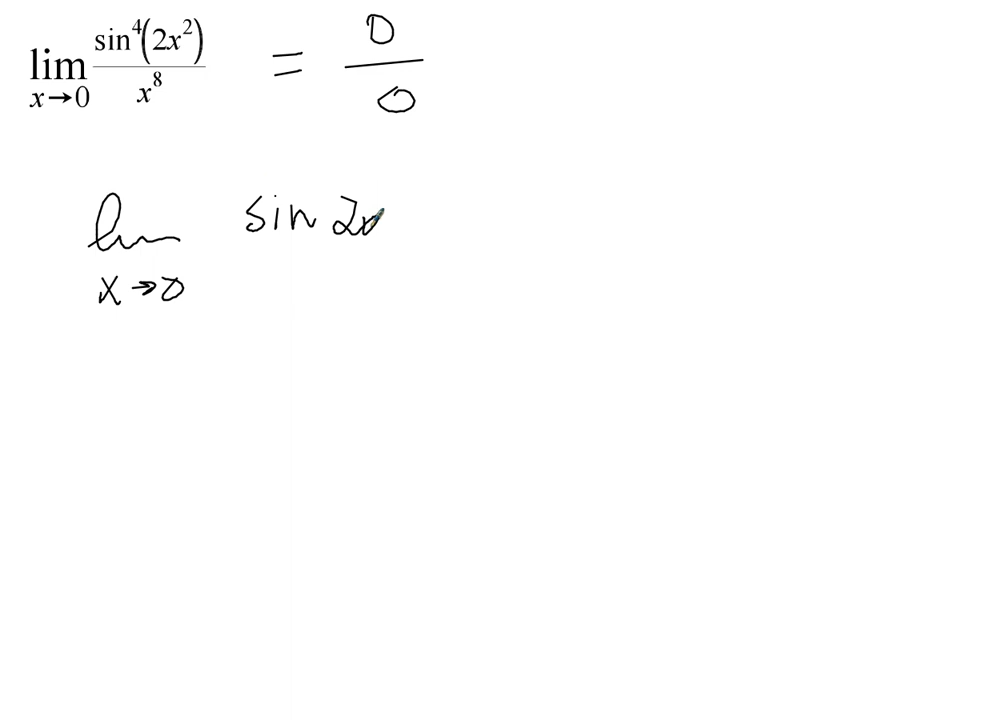 lim x→0 sin⁴(2x²) / x⁸ = 0 / 0
lim x→0 sin 2x